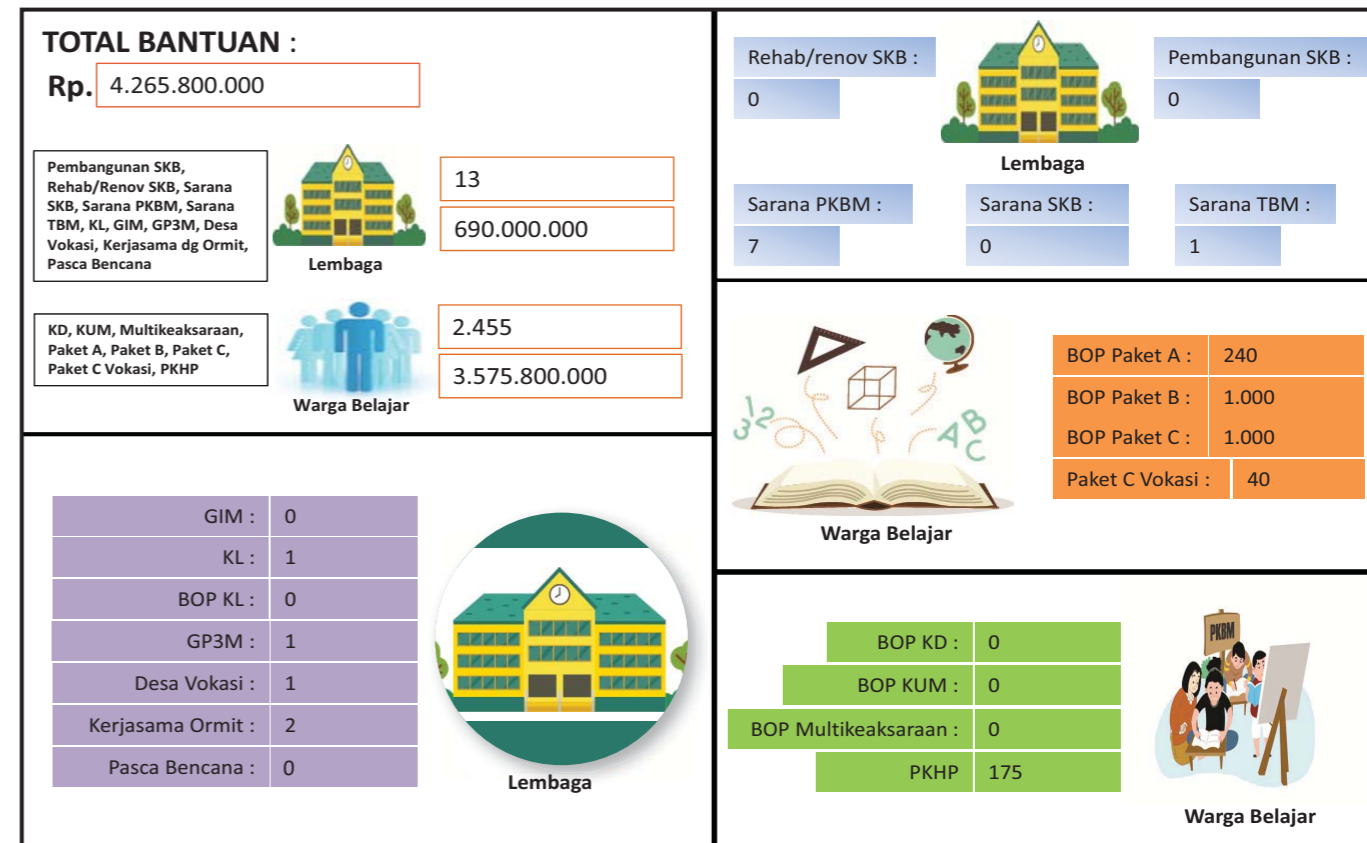 TOTAL BANTUAN :
Rp. 4.265.800.000
Pembangunan SKB,
Rehab/Renov SKB, Sarana
SKB, Sarana PKBM, Sarana
TBM, KL, GIM, GP3M, Desa
Vokasi, Kerjasama dg Ormit,
Pasca Bencana
Lembaga
13
690.000.000
KD, KUM, Multikeaksaraan,
Paket A, Paket B, Paket C,
Paket C Vokasi, PKHP
Warga Belajar
2.455
3.575.800.000
Rehab/renov SKB :
0
Pembangunan SKB :
0
Lembaga
Sarana PKBM :
7
Sarana SKB :
0
Sarana TBM :
1
123
ABC
Warga Belajar
BOP Paket A : 240
BOP Paket B : 1.000
BOP Paket C : 1.000
Paket C Vokasi : 40
GIM : 0
KL : 1
BOP KL : 0
GP3M : 1
Desa Vokasi : 1
Kerjasama Ormit : 2
Pasca Bencana : 0
Lembaga
BOP KD : 0
BOP KUM : 0
BOP Multikeaksaraan : 0
PKHP 175
PKBM
Warga Belajar